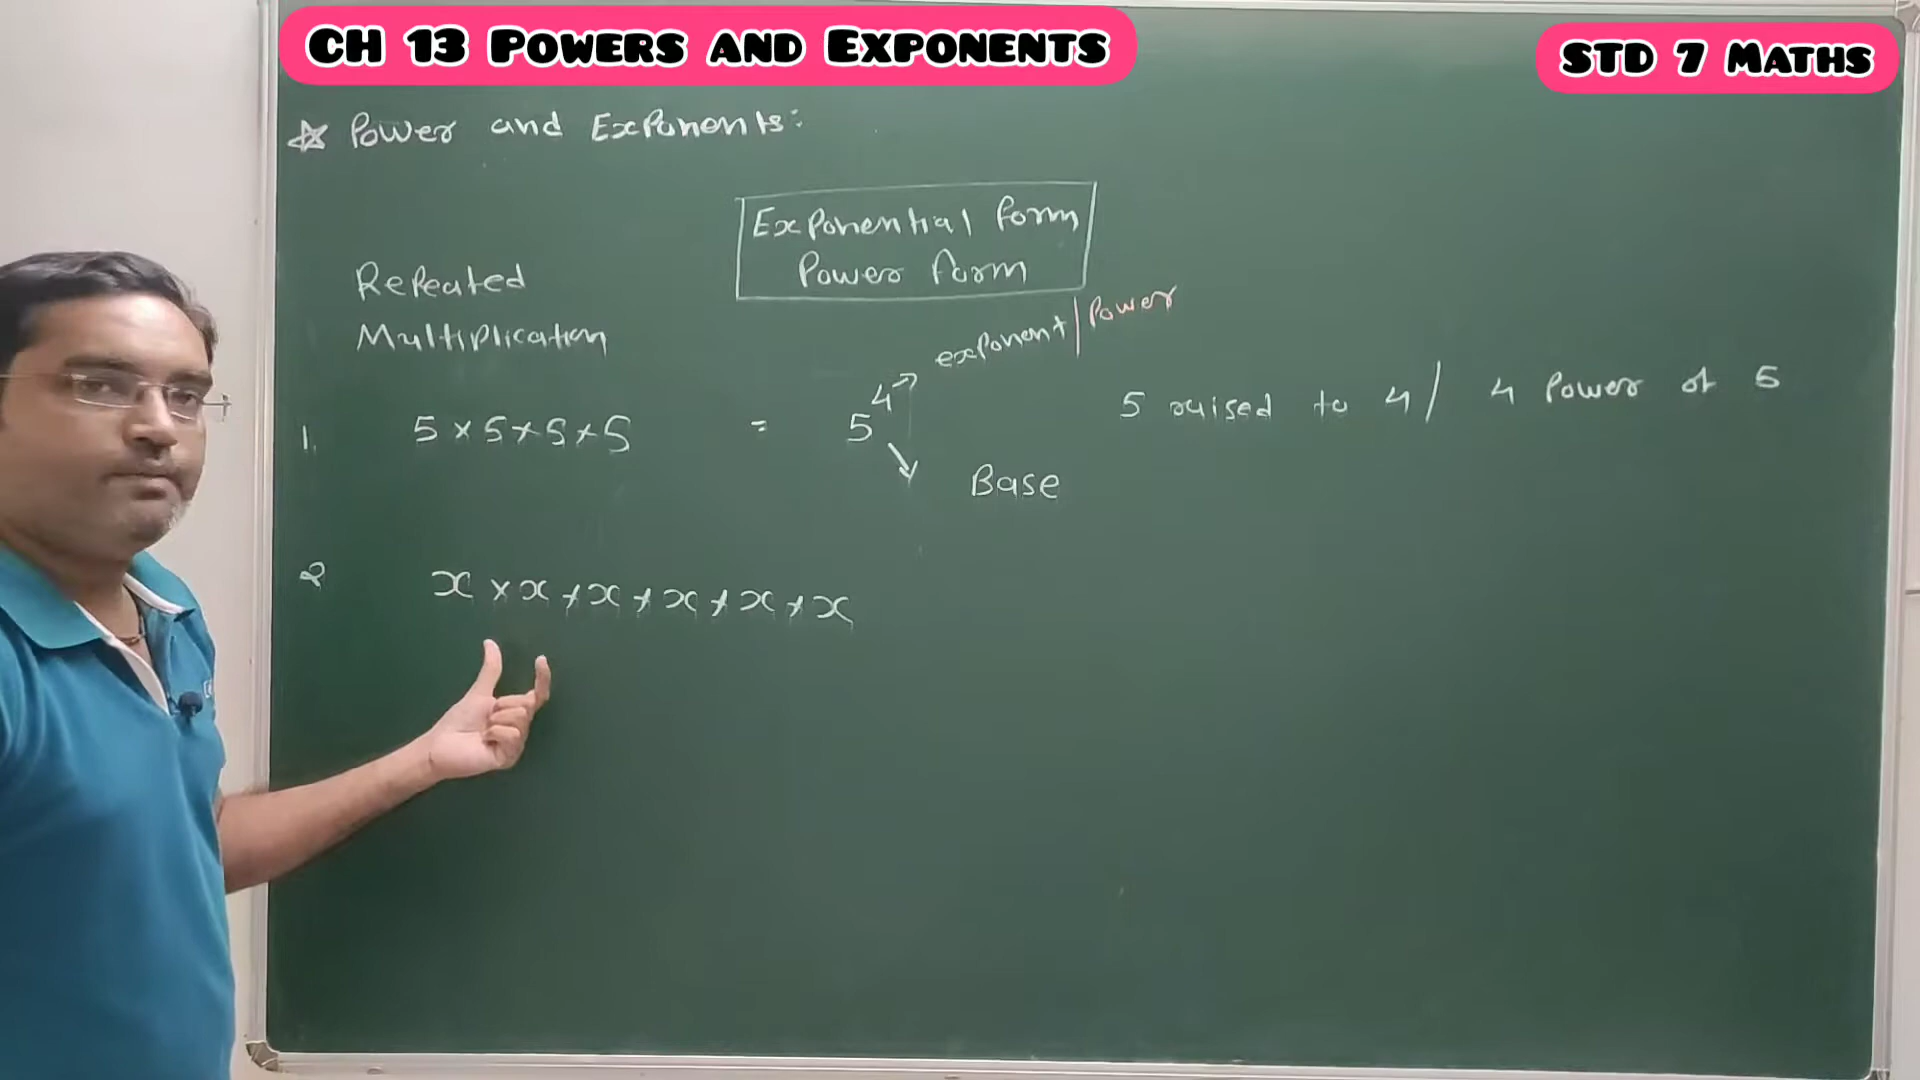 CH 13 POWERS AND EXPONENTS
STD 7 MATHS
☆ Power and Exponents:
Exponential form
Power form
Repeated
Multiplication
exponent/Power
1. 5 × 5 × 5 × 5 = 5⁴
5 raised to 4 / 4 Power of 5
Base
2 x × x × x × x × x × x